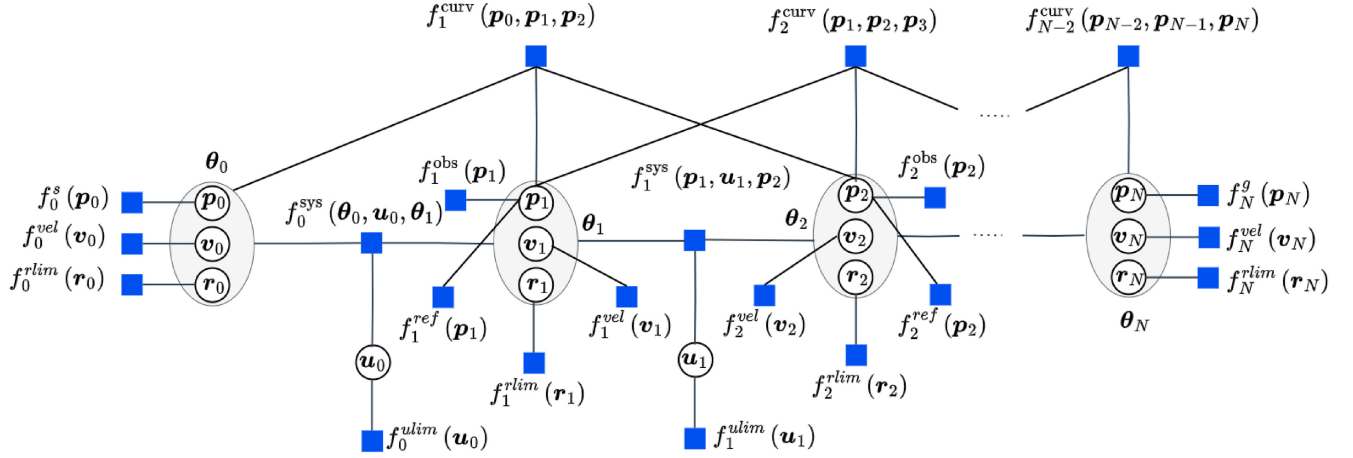 f_1^curv (p_0, p_1, p_2)
f_2^curv (p_1, p_2, p_3)
f_{N-2}^curv (p_{N-2}, p_{N-1}, p_N)
.....
θ_0
f_1^obs (p_1)
f_1^sys (p_1, u_1, p_2)
f_2^obs (p_2)
f_0^s (p_0)
p_0
f_0^sys (θ_0, u_0, θ_1)
p_1
p_2
p_N
f_N^g (p_N)
f_0^vel (v_0)
v_0
v_1
θ_1
θ_2
v_2
.....
v_N
f_N^vel (v_N)
f_0^rlim (r_0)
r_0
r_1
r_2
r_N
f_N^rlim (r_N)
f_1^ref (p_1)
f_1^vel (v_1)
f_2^vel (v_2)
f_2^ref (p_2)
θ_N
u_0
u_1
f_1^rlim (r_1)
f_2^rlim (r_2)
f_0^ulim (u_0)
f_1^ulim (u_1)